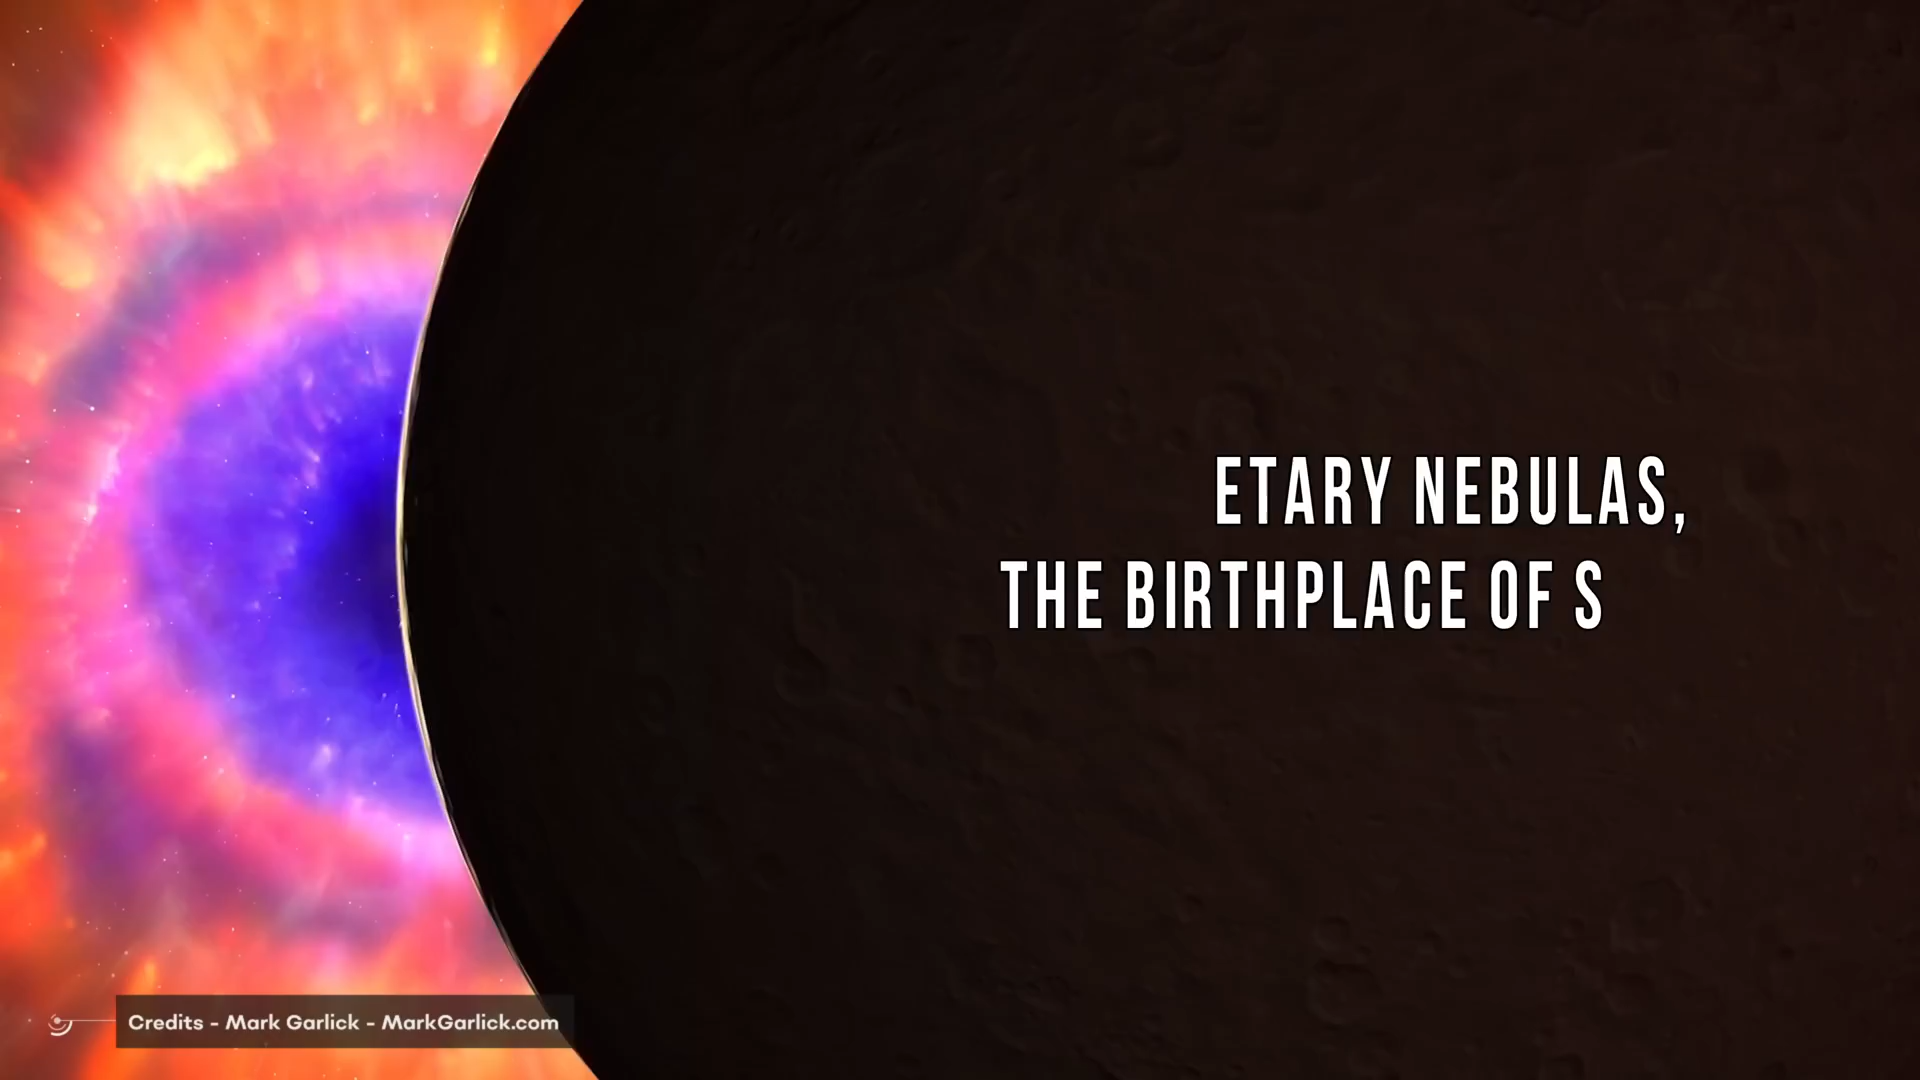 ETARY NEBULAS,
THE BIRTHPLACE OF S
Credits - Mark Garlick - MarkGarlick.com